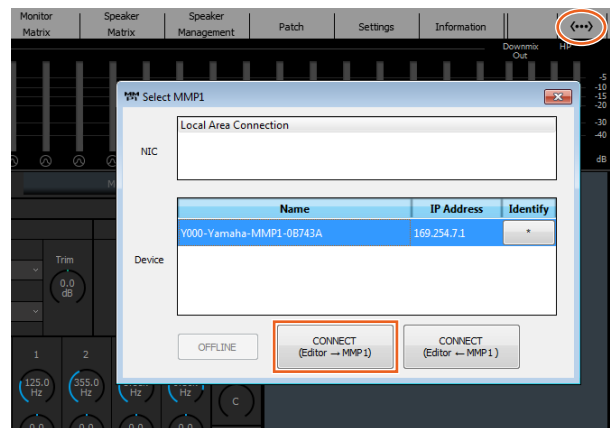 Monitor Matrix
Speaker Matrix
Speaker Management
Patch
Settings
Information
Downmix Out
HP
-5
-10
-15
-20
-30
-40
dB
Select MMP1
NIC
Local Area Connection
Name
IP Address
Identify
Y000-Yamaha-MMP1-0B743A
169.254.7.1
*
Device
OFFLINE
CONNECT
(Editor → MMP1)
CONNECT
(Editor ← MMP1 )
M
Trim
0.0
dB
1
2
125.0
Hz
355.0
Hz
Hz
Hz
C